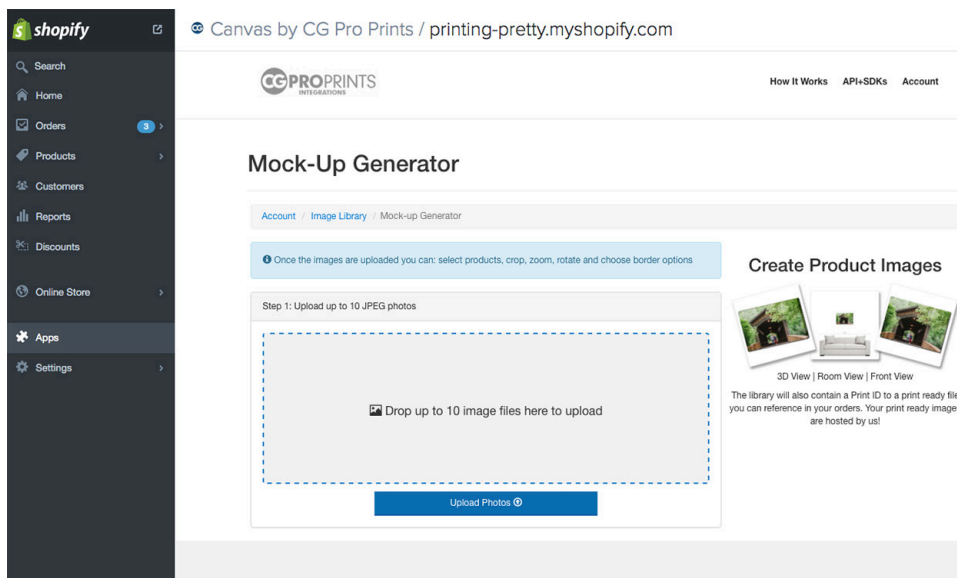 shopify
Canvas by CG Pro Prints / printing-pretty.myshopify.com
Search
Home
Orders 3
Products
Customers
Reports
Discounts
Online Store
Apps
Settings
CGPROPRINTS
INTEGRATIONS
How It Works API+SDKs Account
Mock-Up Generator
Account / Image Library / Mock-up Generator
Once the images are uploaded you can: select products, crop, zoom, rotate and choose border options
Step 1: Upload up to 10 JPEG photos
Drop up to 10 image files here to upload
Upload Photos
Create Product Images
3D View | Room View | Front View
The library will also contain a Print ID to a print ready file
you can reference in your orders. Your print ready image
are hosted by us!